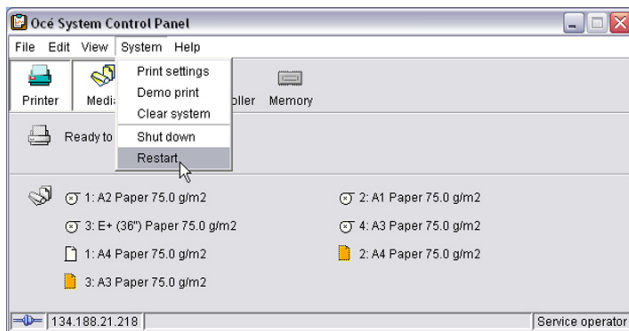 Océ System Control Panel
File Edit View System Help
Print settings
Demo print
Clear system
Shut down
Restart
Printer Medi oller Memory
Ready to
1: A2 Paper 75.0 g/m2 2: A1 Paper 75.0 g/m2
3: E+ (36") Paper 75.0 g/m2 4: A3 Paper 75.0 g/m2
1: A4 Paper 75.0 g/m2 2: A4 Paper 75.0 g/m2
3: A3 Paper 75.0 g/m2
134.188.21.218 Service operator